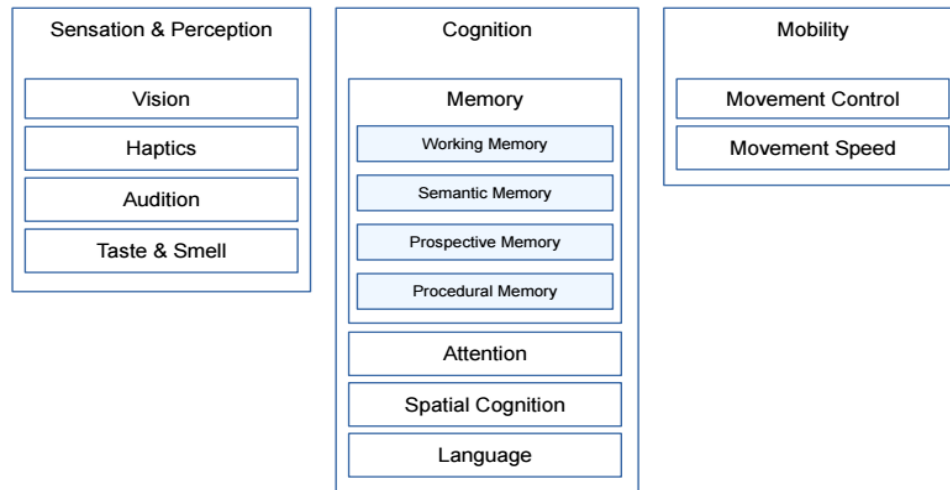 Sensation & Perception
Vision
Haptics
Audition
Taste & Smell
Cognition
Memory
Working Memory
Semantic Memory
Prospective Memory
Procedural Memory
Attention
Spatial Cognition
Language
Mobility
Movement Control
Movement Speed